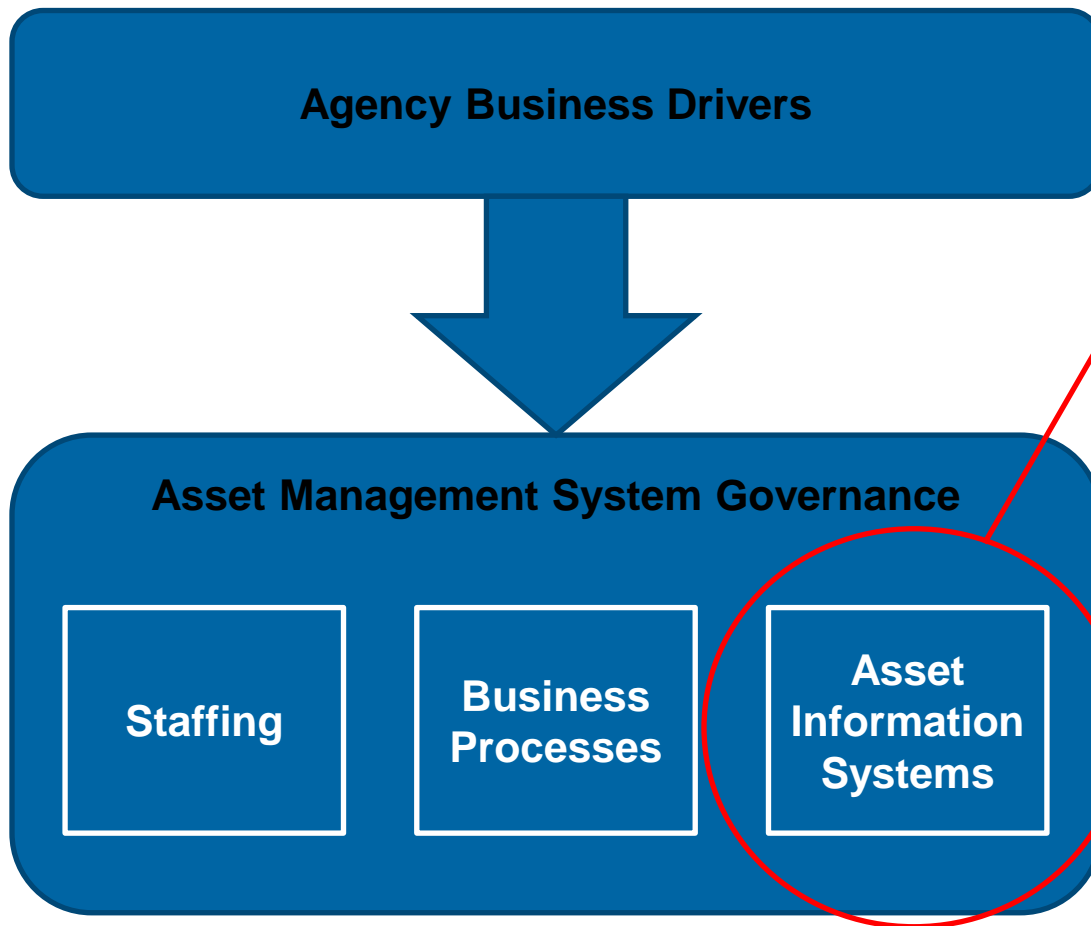 Agency Business Drivers
Asset Management System Governance
Staffing
Business
Processes
Asset
Information
Systems